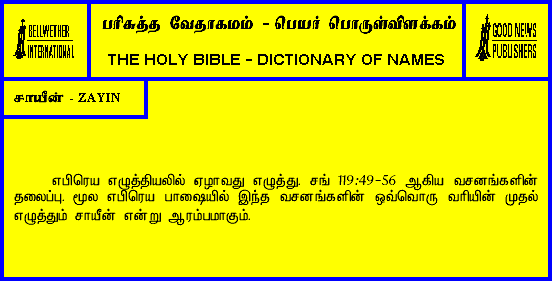 BELLWETHER
INTERNATIONAL
பரிசுத்த வேதாகமம் - பெயர் பொருள்விளக்கம்
THE HOLY BIBLE - DICTIONARY OF NAMES
GOOD NEWS
PUBLISHERS
சாயீன் - ZAYIN
எபிரெய எழுத்தியலில் ஏழாவது எழுத்து. சங் 119:49-56 ஆகிய வசனங்களின்
தலைப்பு. மூல எபிரெய பாஷையில் இந்த வசனங்களின் ஒவ்வொரு வரியின் முதல்
எழுத்தும் சாயீன் என்று ஆரம்பமாகும்.